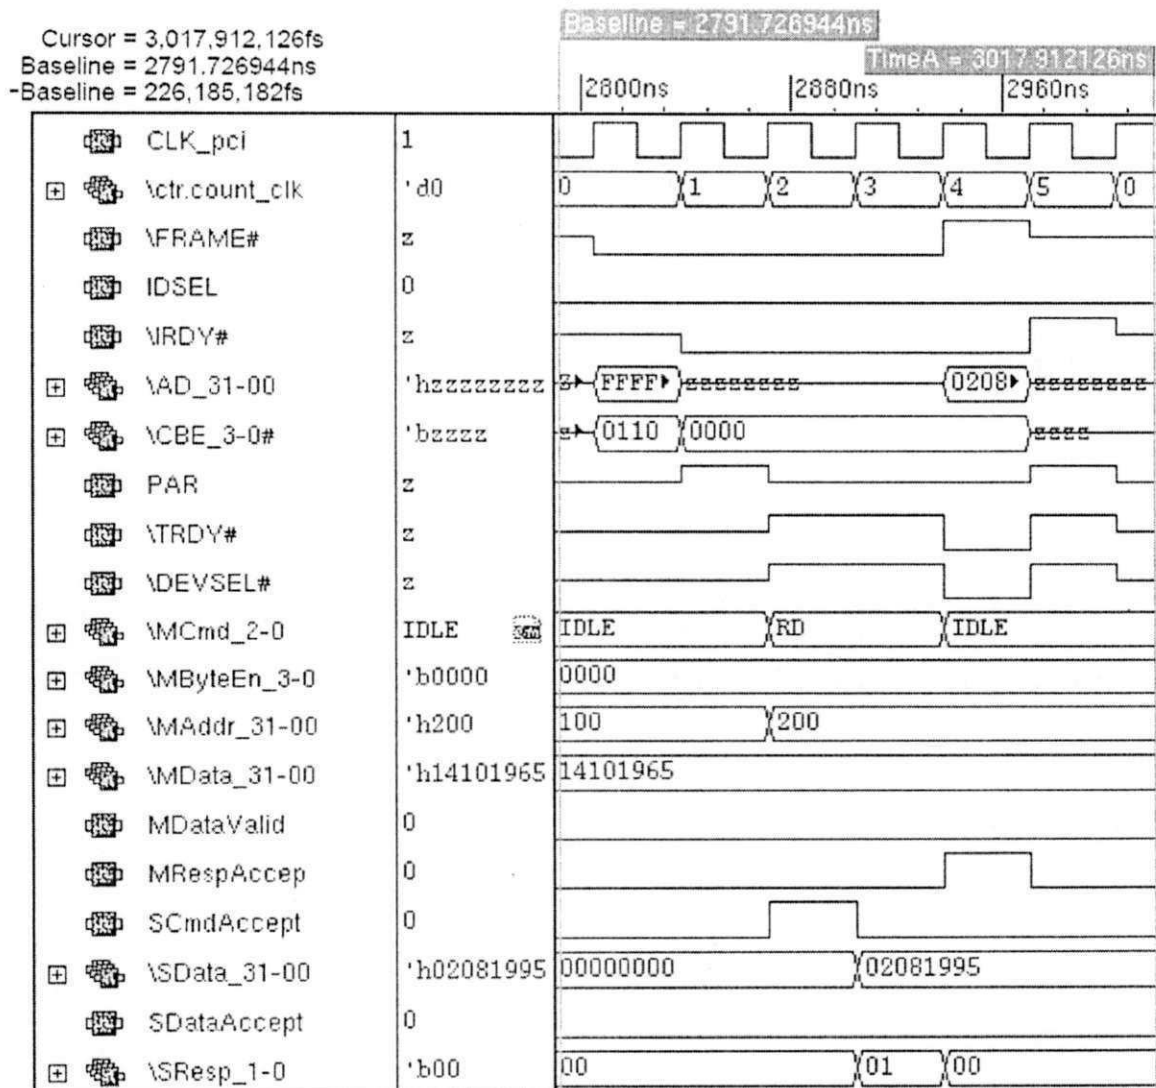 Baseline = 2791.726944ns
Cursor = 3,017,912,126fs
Baseline = 2791.726944ns
TimeA = 3017.912126ns
-Baseline = 226,185,182fs
2800ns 2880ns 2960ns
CLK_pci 1
\ctr.count_clk 'd0 0 1 2 3 4 5 0
\FRAME# z
IDSEL 0
\IRDY# z
\AD_31-00 'hzzzzzzzzz z FFFF zzzzzzzz 0208 zzzzzzzz
\CBE_3-0# 'bzzzz z 0110 0000 zzzz
PAR z
\TRDY# z
\DEVSEL# z
\MCmd_2-0 IDLE IDLE RD IDLE
\MByteEn_3-0 'b0000 0000
\MAddr_31-00 'h200 100 200
\MData_31-00 'h14101965 14101965
MDataValid 0
MRespAccep 0
SCmdAccept 0
\SData_31-00 'h02081995 00000000 02081995
SDataAccept 0
\SResp_1-0 'b00 00 01 00